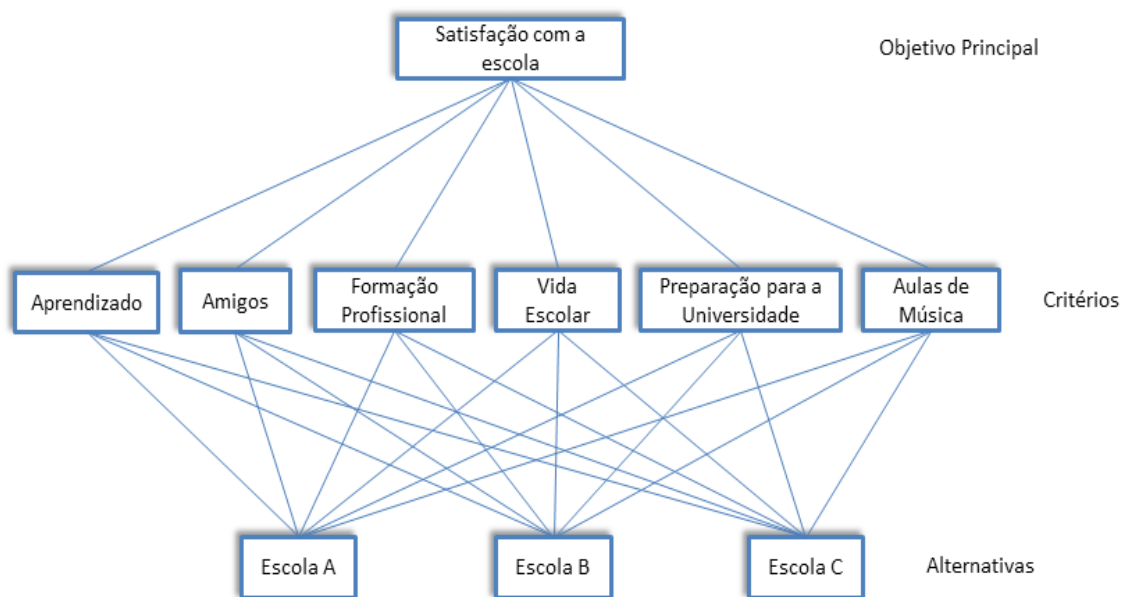 Satisfação com a
escola
Objetivo Principal
Aprendizado
Amigos
Formação
Profissional
Vida
Escolar
Preparação para a
Universidade
Aulas de
Música
Critérios
Escola A
Escola B
Escola C
Alternativas